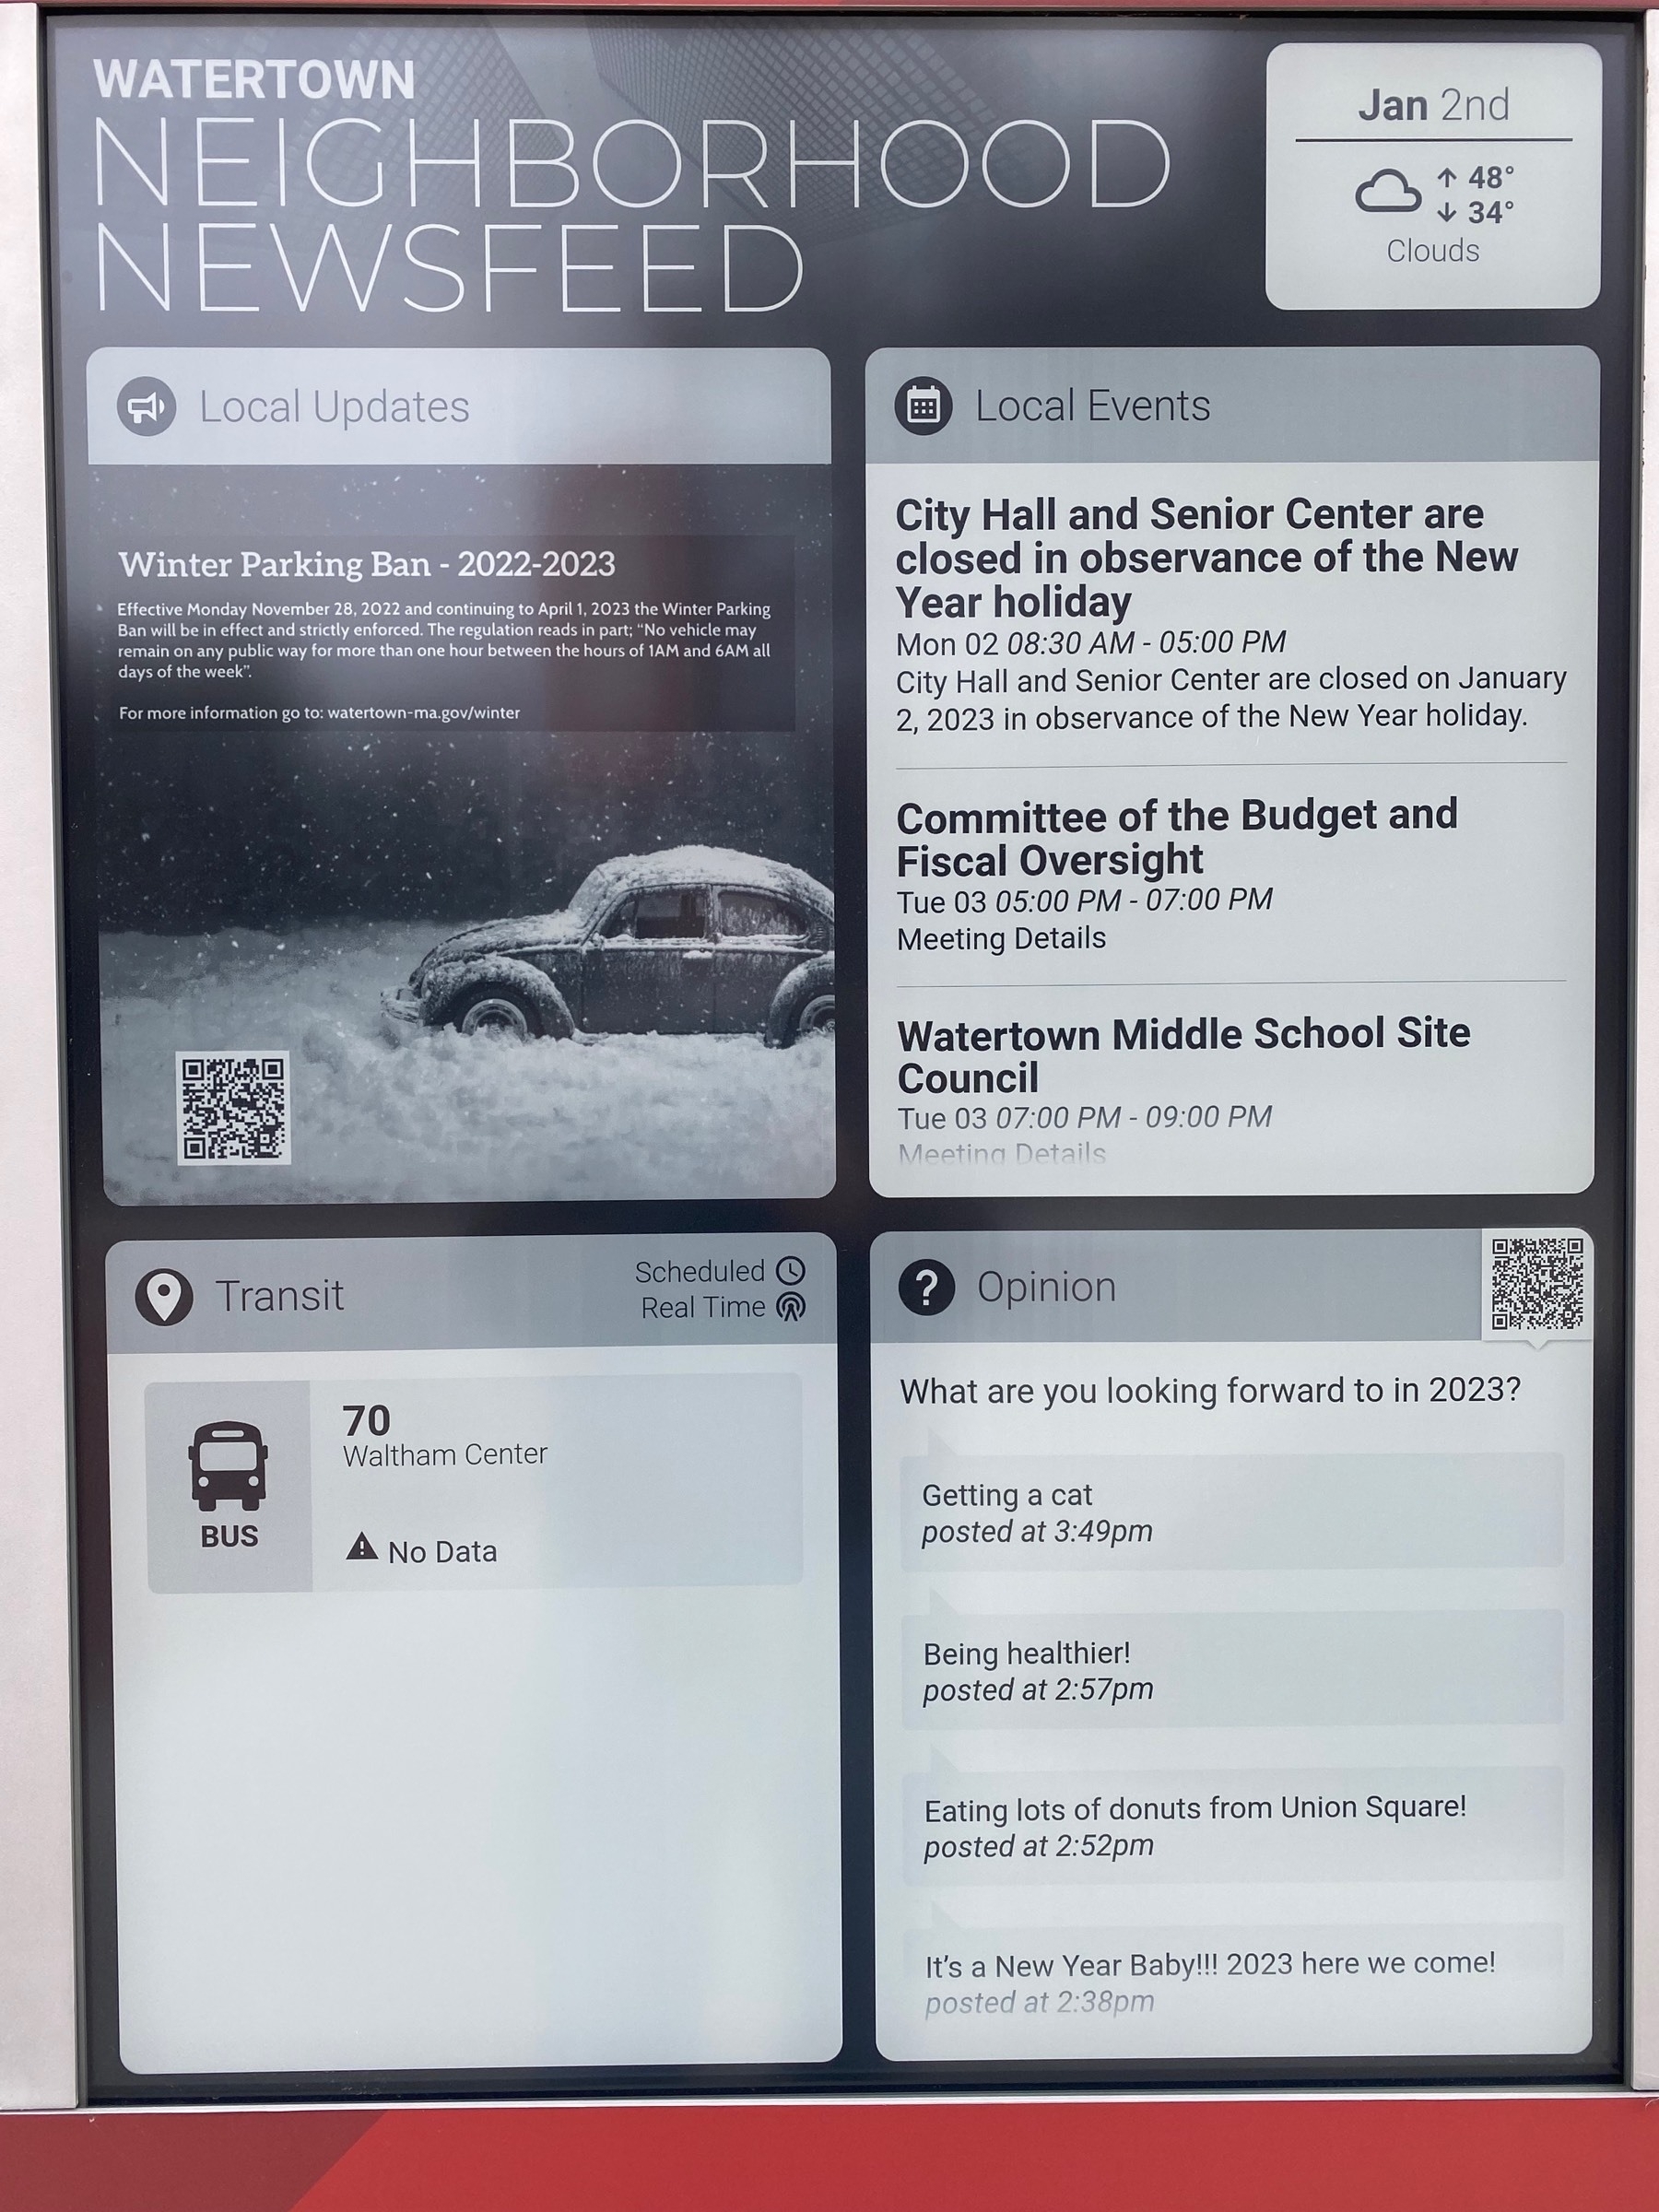 WATERTOWN
NEIGHBORHOOD
NEWSFEED
Jan 2nd
↑ 48°
↓ 34°
Clouds
Local Updates
Winter Parking Ban - 2022-2023
Effective Monday November 28, 2022 and continuing to April 1, 2023 the Winter Parking
Ban will be in effect and strictly enforced. The regulation reads in part; “No vehicle may
remain on any public way for more than one hour between the hours of 1AM and 6AM all
days of the week”.
For more information go to: watertown-ma.gov/winter
Local Events
City Hall and Senior Center are
closed in observance of the New
Year holiday
Mon 02 08:30 AM - 05:00 PM
City Hall and Senior Center are closed on January
2, 2023 in observance of the New Year holiday.
Committee of the Budget and
Fiscal Oversight
Tue 03 05:00 PM - 07:00 PM
Meeting Details
Watertown Middle School Site
Council
Tue 03 07:00 PM - 09:00 PM
Meeting Details
Transit
Scheduled
Real Time
BUS
70
Waltham Center
No Data
Opinion
What are you looking forward to in 2023?
Getting a cat
posted at 3:49pm
Being healthier!
posted at 2:57pm
Eating lots of donuts from Union Square!
posted at 2:52pm
It’s a New Year Baby!!! 2023 here we come!
posted at 2:38pm